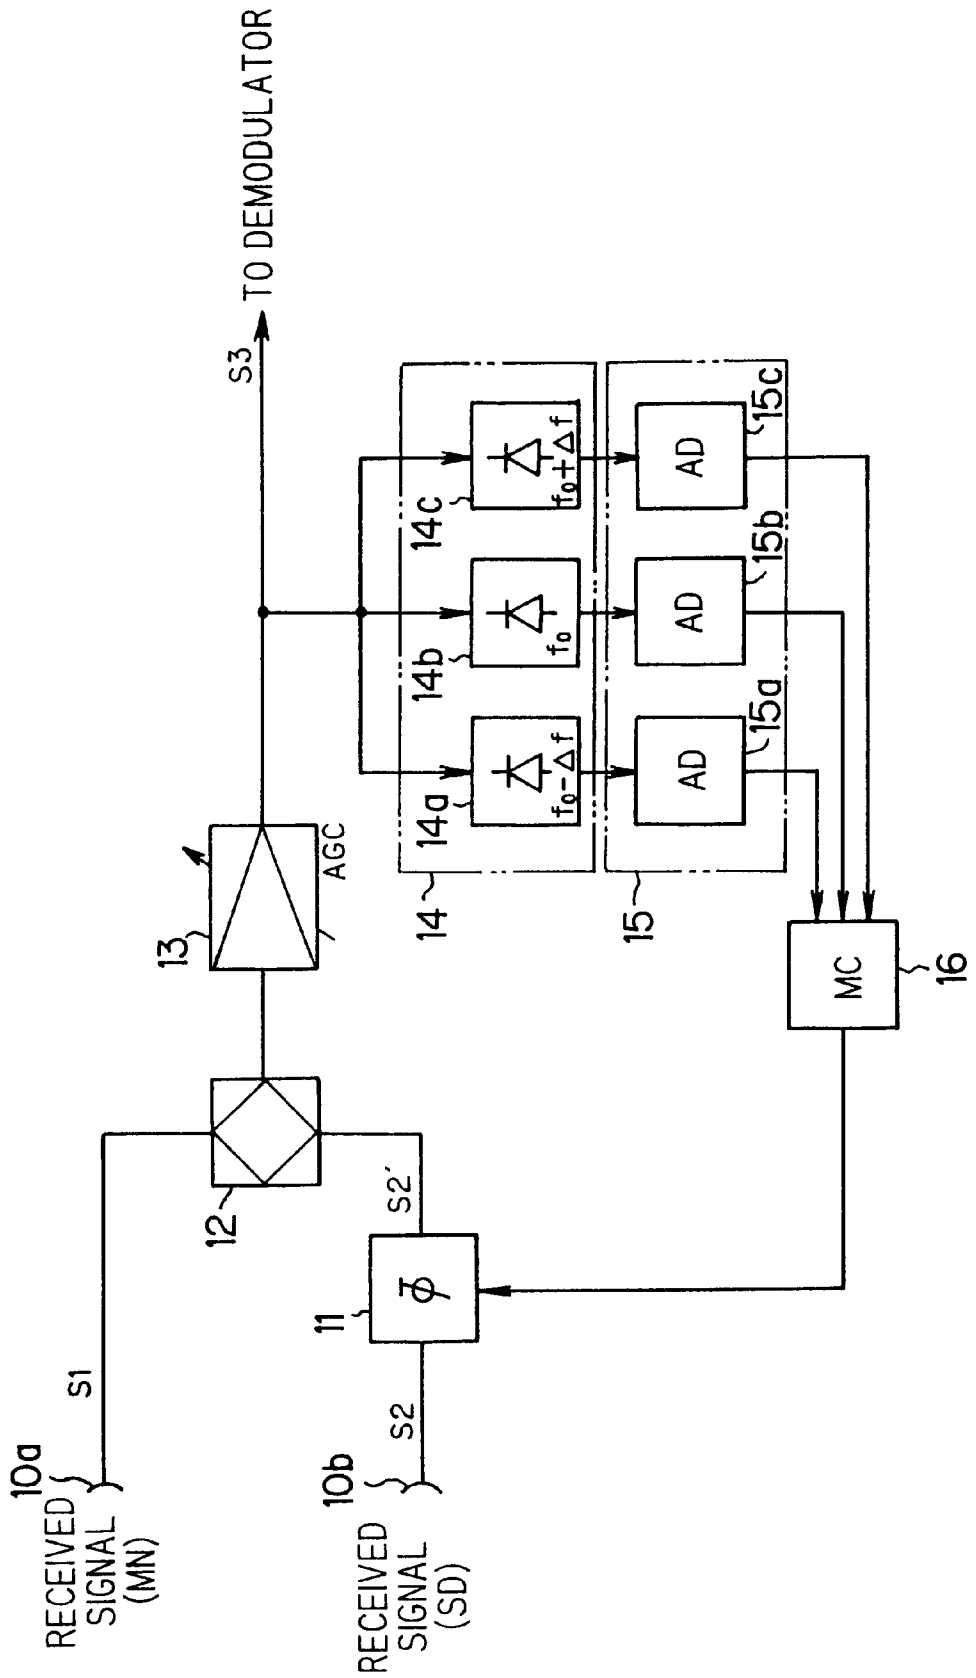 RECEIVED
SIGNAL
(MN)
10a
S1
RECEIVED
SIGNAL
(SD)
10b
S2
11
Φ
S2′
12
13
AGC
S3
TO DEMODULATOR
14
14a
f₀-Δf
14b
f₀
14c
f₀+Δf
15
AD
15a
AD
15b
AD
15c
MC
16